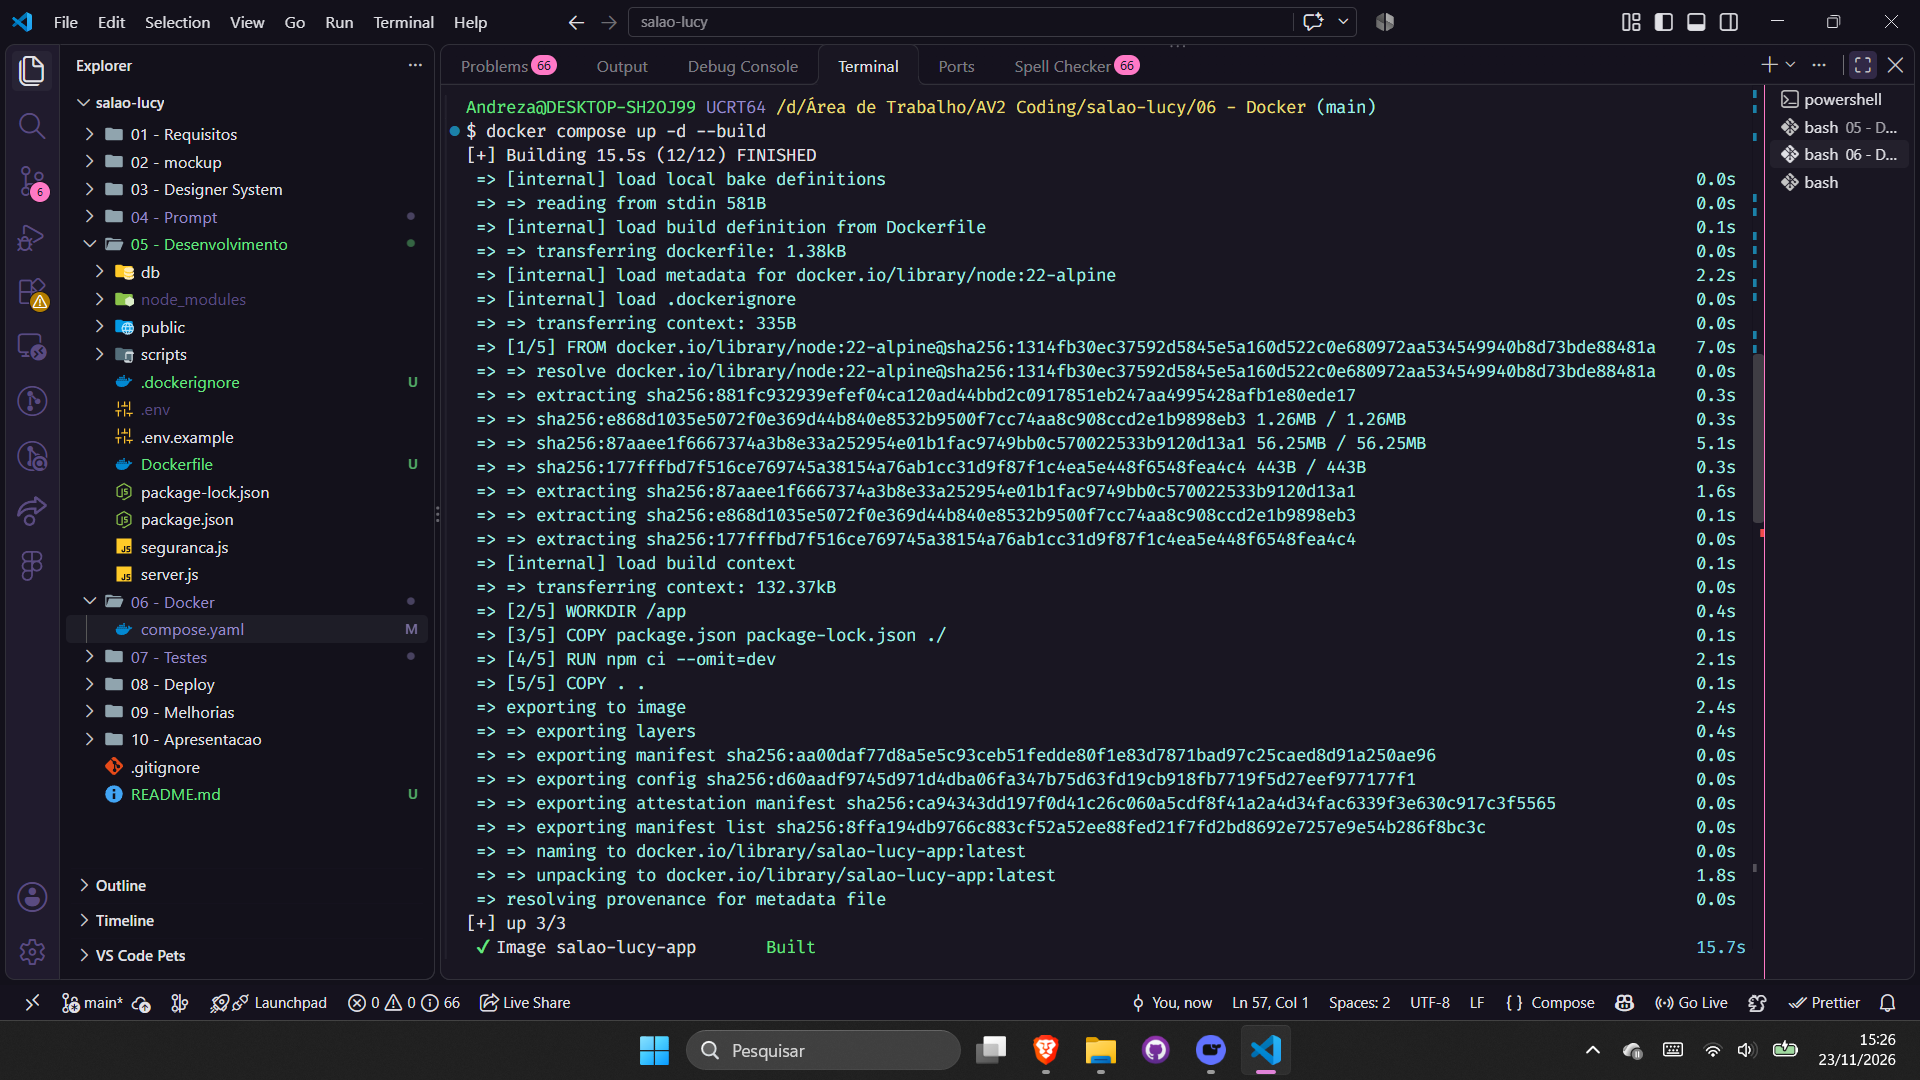 File Edit Selection View Go Run Terminal Help
salao-lucy
Explorer
salao-lucy
01 - Requisitos
02 - mockup
03 - Designer System
04 - Prompt
05 - Desenvolvimento
db
node_modules
public
scripts
.dockerignore U
.env
.env.example
Dockerfile U
package-lock.json
package.json
seguranca.js
server.js
06 - Docker
compose.yaml M
07 - Testes
08 - Deploy
09 - Melhorias
10 - Apresentacao
.gitignore
README.md U
Outline
Timeline
VS Code Pets
6
Problems 66 Output Debug Console Terminal Ports Spell Checker 66
Andreza@DESKTOP-SH2OJ99 UCRT64 /d/Área de Trabalho/AV2 Coding/salao-lucy/06 - Docker (main)
$ docker compose up -d --build
[+] Building 15.5s (12/12) FINISHED
=> [internal] load local bake definitions 0.0s
=> => reading from stdin 581B 0.0s
=> [internal] load build definition from Dockerfile 0.1s
=> => transferring dockerfile: 1.38kB 0.0s
=> [internal] load metadata for docker.io/library/node:22-alpine 2.2s
=> [internal] load .dockerignore 0.0s
=> => transferring context: 335B 0.0s
=> [1/5] FROM docker.io/library/node:22-alpine@sha256:1314fb30ec37592d5845e5a160d522c0e680972aa534549940b8d73bde88481a 7.0s
=> => resolve docker.io/library/node:22-alpine@sha256:1314fb30ec37592d5845e5a160d522c0e680972aa534549940b8d73bde88481a 0.0s
=> => extracting sha256:881fc932939efef04ca120ad44bbd2c0917851eb247aa4995428afb1e80ede17 0.3s
=> => sha256:e868d1035e5072f0e369d44b840e8532b9500f7cc74aa8c908ccd2e1b9898eb3 1.26MB / 1.26MB 0.3s
=> => sha256:87aaee1f6667374a3b8e33a252954e01b1fac9749bb0c570022533b9120d13a1 56.25MB / 56.25MB 5.1s
=> => sha256:177fffbd7f516ce769745a38154a76ab1cc31d9f87f1c4ea5e448f6548fea4c4 443B / 443B 0.3s
=> => extracting sha256:87aaee1f6667374a3b8e33a252954e01b1fac9749bb0c570022533b9120d13a1 1.6s
=> => extracting sha256:e868d1035e5072f0e369d44b840e8532b9500f7cc74aa8c908ccd2e1b9898eb3 0.1s
=> => extracting sha256:177fffbd7f516ce769745a38154a76ab1cc31d9f87f1c4ea5e448f6548fea4c4 0.0s
=> [internal] load build context 0.1s
=> => transferring context: 132.37kB 0.0s
=> [2/5] WORKDIR /app 0.4s
=> [3/5] COPY package.json package-lock.json ./ 0.1s
=> [4/5] RUN npm ci --omit=dev 2.1s
=> [5/5] COPY . . 0.1s
=> exporting to image 2.4s
=> => exporting layers 0.4s
=> => exporting manifest sha256:aa00daf77d8a5e5c93ceb51fedde80f1e83d7871bad97c25caed8d91a250ae96 0.0s
=> => exporting config sha256:d60aadf9745d971d4dba06fa347b75d63fd19cb918fb7719f5d27eef977177f1 0.0s
=> => exporting attestation manifest sha256:ca94343dd197f0d41c26c060a5cdf8f41a2a4d34fac6339f3e630c917c3f5565 0.0s
=> => exporting manifest list sha256:8ffa194db9766c883cf52a52ee88fed21f7fd2bd8692e7257e9e54b286f8bc3c 0.0s
=> => naming to docker.io/library/salao-lucy-app:latest 0.0s
=> => unpacking to docker.io/library/salao-lucy-app:latest 1.8s
=> resolving provenance for metadata file 0.0s
[+] up 3/3
✓ Image salao-lucy-app Built 15.7s
powershell
bash 05 - D...
bash 06 - D...
bash
main* Launchpad 0 0 66 Live Share
You, now Ln 57, Col 1 Spaces: 2 UTF-8 LF { } Compose Go Live Prettier
Pesquisar
15:26
23/11/2026